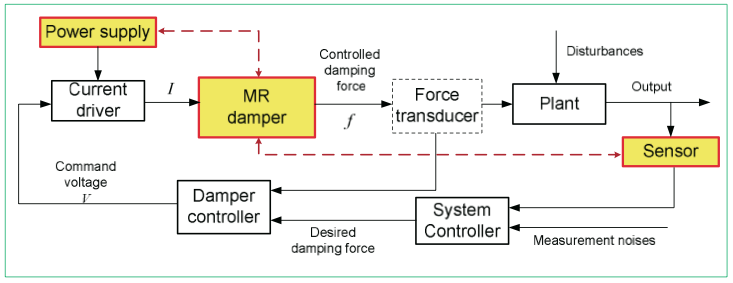 Power supply
Current
driver
I
MR
damper
Controlled
damping
force
f
Force
transducer
Disturbances
Plant
Output
Sensor
Command
voltage
V
Damper
controller
Desired
damping force
System
Controller
Measurement noises